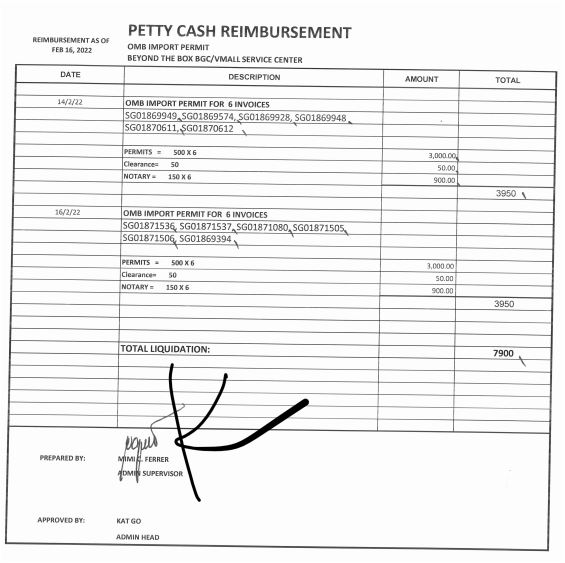 PETTY CASH REIMBURSEMENT
REIMBURSEMENT AS OF
FEB 16, 2022
OMB IMPORT PERMIT
BEYOND THE BOX BGC/VMALL SERVICE CENTER
DATE DESCRIPTION AMOUNT TOTAL
14/2/22 OMB IMPORT PERMIT FOR 6 INVOICES
SG01869949, SG01869574, SG01869928, SG01869948
SG01870611, SG01870612
PERMITS = 500 X 6 3,000.00
Clearance= 50 50.00
NOTARY = 150 X 6 900.00
3950
16/2/22 OMB IMPORT PERMIT FOR 6 INVOICES
SG01871536, SG01871537, SG01871080, SG01871505,
SG01871506, SG01869394
PERMITS = 500 X 6 3,000.00
Clearance= 50 50.00
NOTARY = 150 X 6 900.00
3950
TOTAL LIQUIDATION: 7900
PREPARED BY: MIMI C. FERRER
ADMIN SUPERVISOR
APPROVED BY: KAT GO
ADMIN HEAD